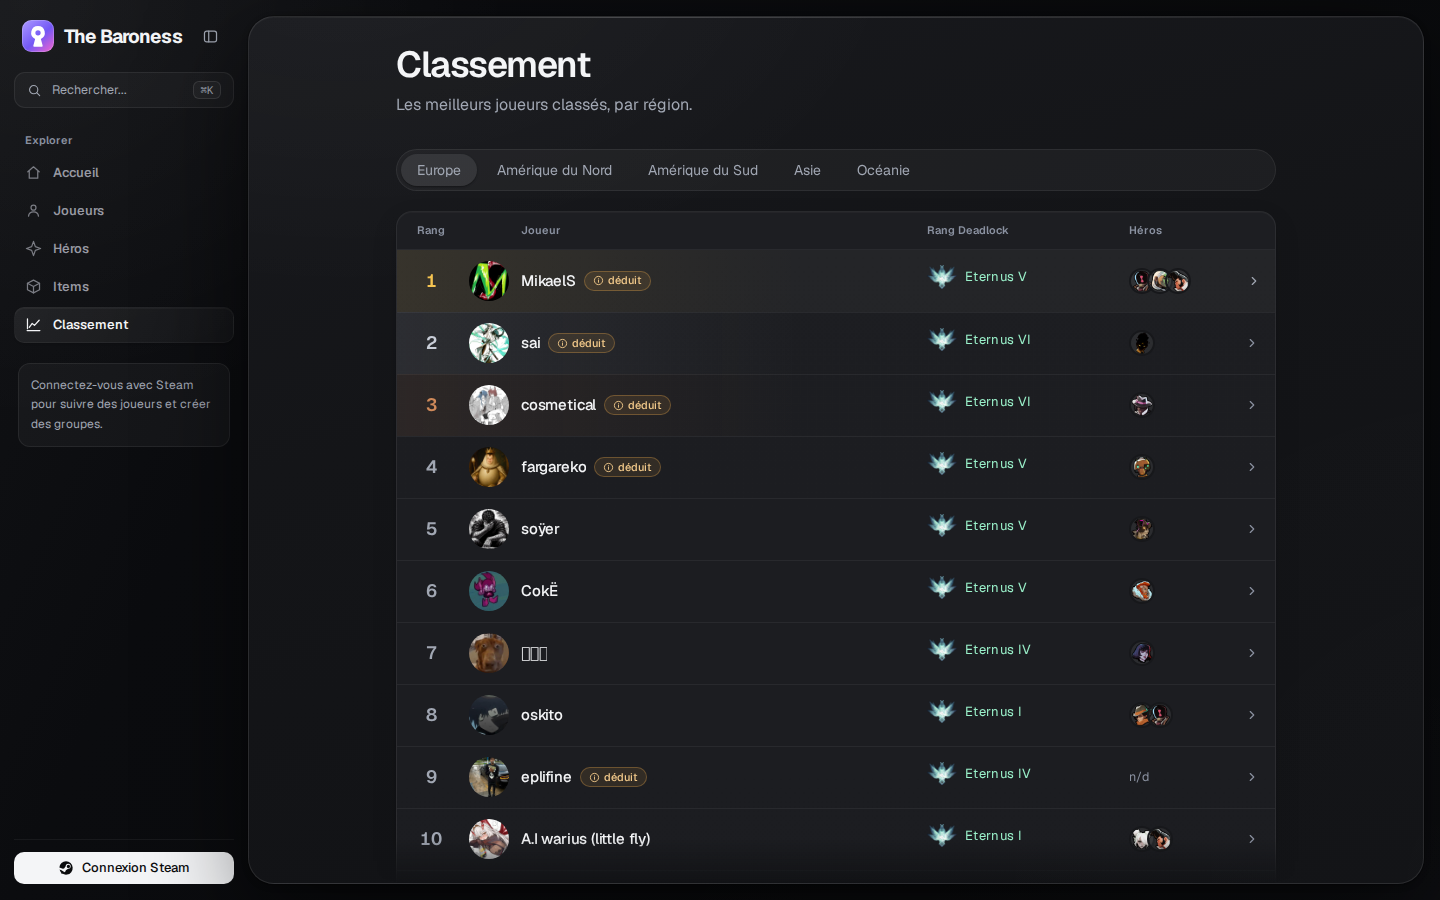 The Baroness
Rechercher...
⌘K
Explorer
Accueil
Joueurs
Héros
Items
Classement
Connectez-vous avec Steam
pour suivre des joueurs et créer
des groupes.
Connexion Steam
Classement
Les meilleurs joueurs classés, par région.
Europe Amérique du Nord Amérique du Sud Asie Océanie
Rang Joueur Rang Deadlock Héros
1 MikaelS déduit Eternus V
2 sai déduit Eternus VI
3 cosmetical déduit Eternus VI
4 fargareko déduit Eternus V
5 soÿer Eternus V
6 CokË Eternus V
7 Eternus IV
8 oskito Eternus I
9 eplifine déduit Eternus IV n/d
10 A.I warius (little fly) Eternus I